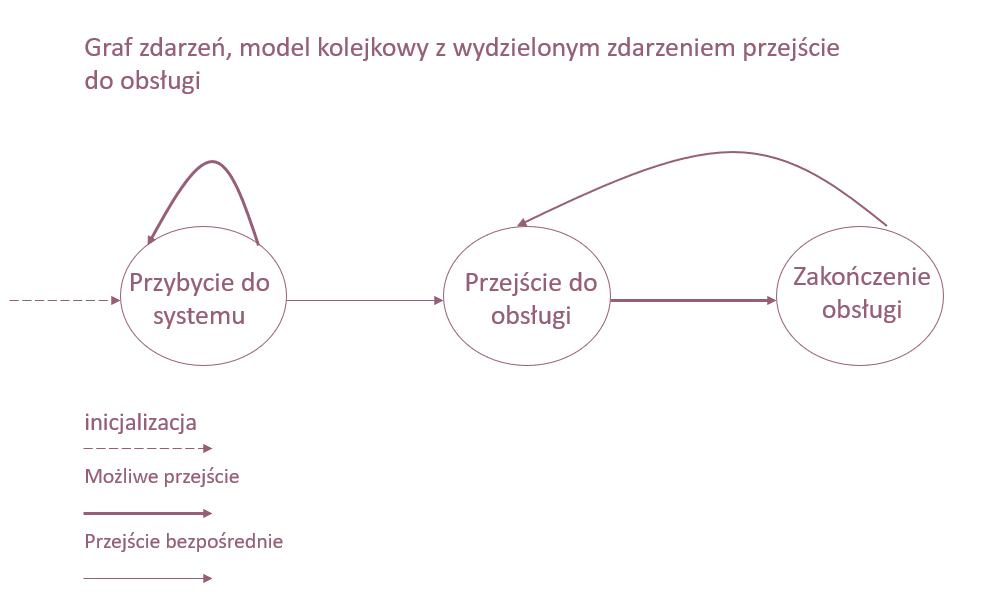 Graf zdarzeń, model kolejkowy z wydzielonym zdarzeniem przejście
do obsługi
Przybycie do
systemu
Przejście do
obsługi
Zakończenie
obsługi
inicjalizacja
Możliwe przejście
Przejście bezpośrednie